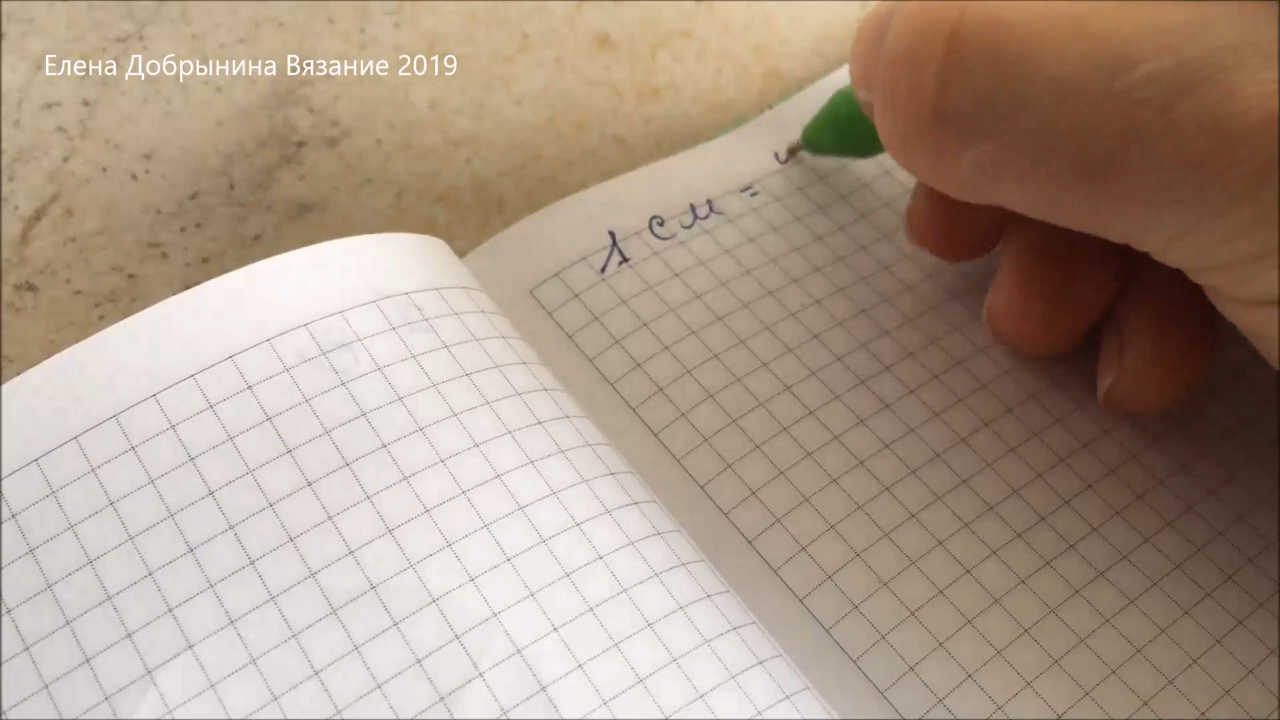 Елена Добрынина Вязание 2019
1 см =